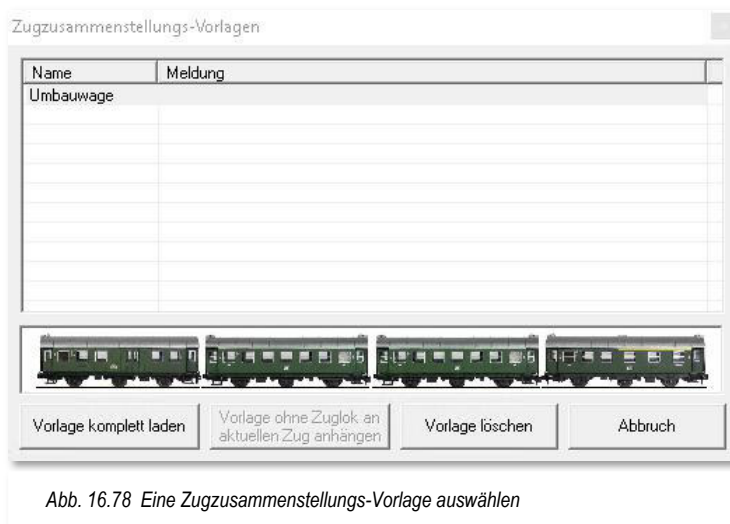 Zugzusammenstellungs-Vorlagen
Name Meldung
Umbauwage
Vorlage komplett laden
Vorlage ohne Zuglok an
aktuellen Zug anhängen
Vorlage löschen
Abbruch
Abb. 16.78 Eine Zugzusammenstellungs-Vorlage auswählen